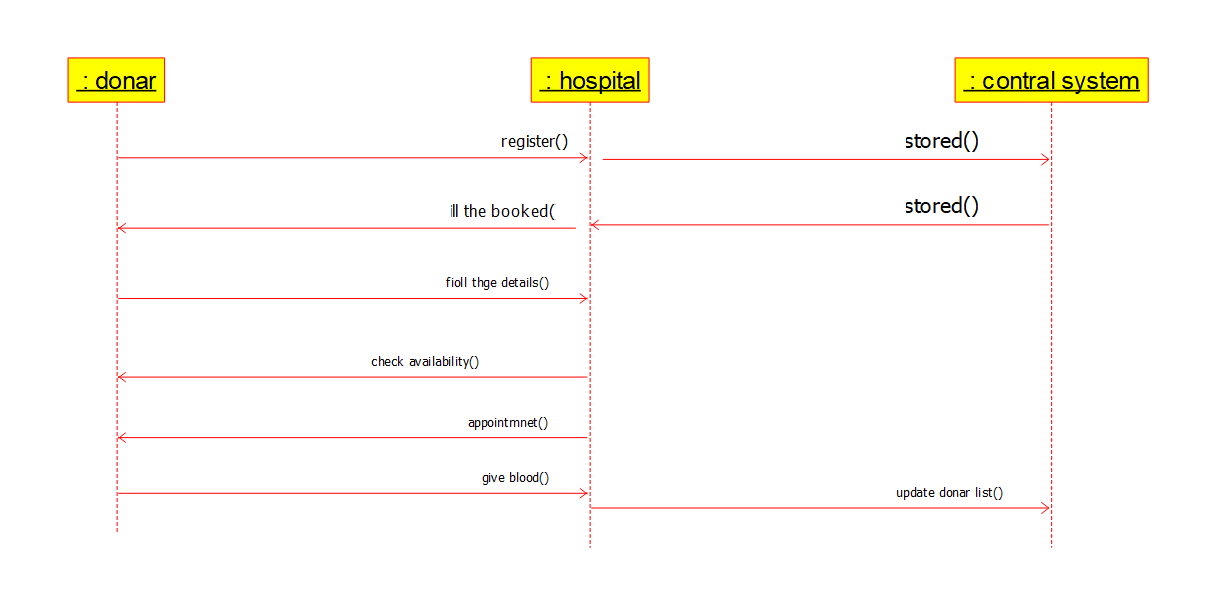 : donar
: hospital
: contral system
register()
stored()
ill the booked(
stored()
fioll thge details()
check availability()
appointmnet()
give blood()
update donar list()